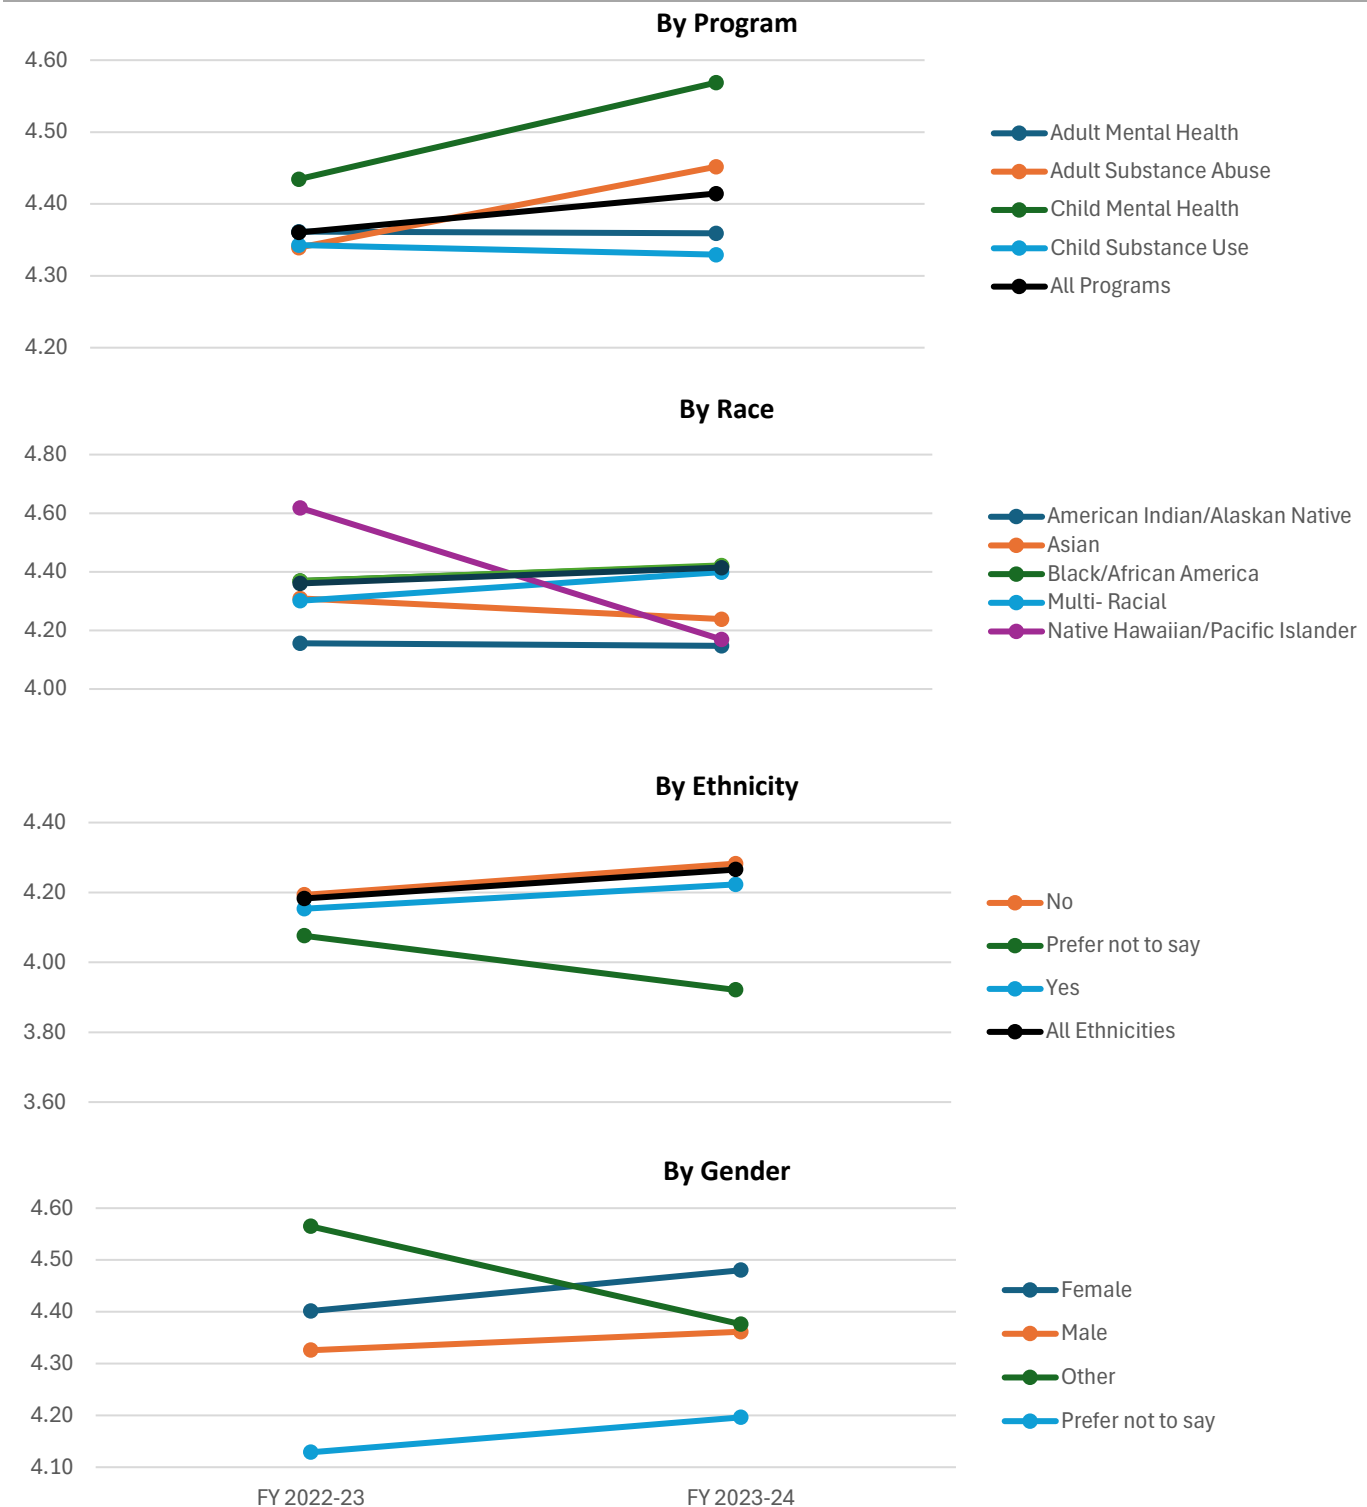 By Program
4.60
4.50
4.40
4.30
4.20
Adult Mental Health
Adult Substance Abuse
Child Mental Health
Child Substance Use
All Programs
By Race
4.80
4.60
4.40
4.20
4.00
American Indian/Alaskan Native
Asian
Black/African America
Multi- Racial
Native Hawaiian/Pacific Islander
By Ethnicity
4.40
4.20
4.00
3.80
3.60
No
Prefer not to say
Yes
All Ethnicities
By Gender
4.60
4.50
4.40
4.30
4.20
4.10
Female
Male
Other
Prefer not to say
FY 2022-23 FY 2023-24